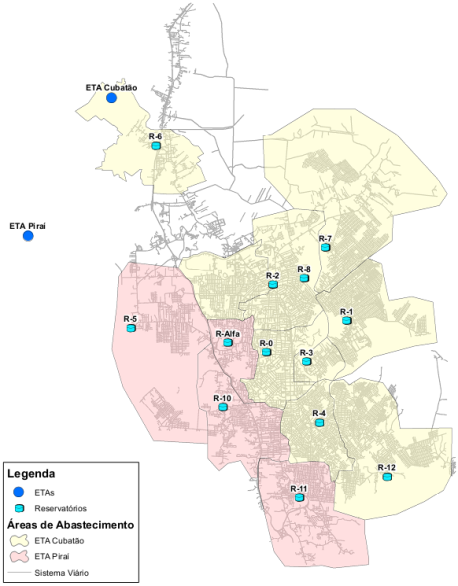 ETA Cubatão
R-6
ETA Piraí
R-7
R-8
R-2
R-1
R-5
R-Alfa
R-0
R-3
R-10
R-4
R-12
R-11
Legenda
ETAs
Reservatórios
Áreas de Abastecimento
ETA Cubatão
ETA Piraí
Sistema Viário